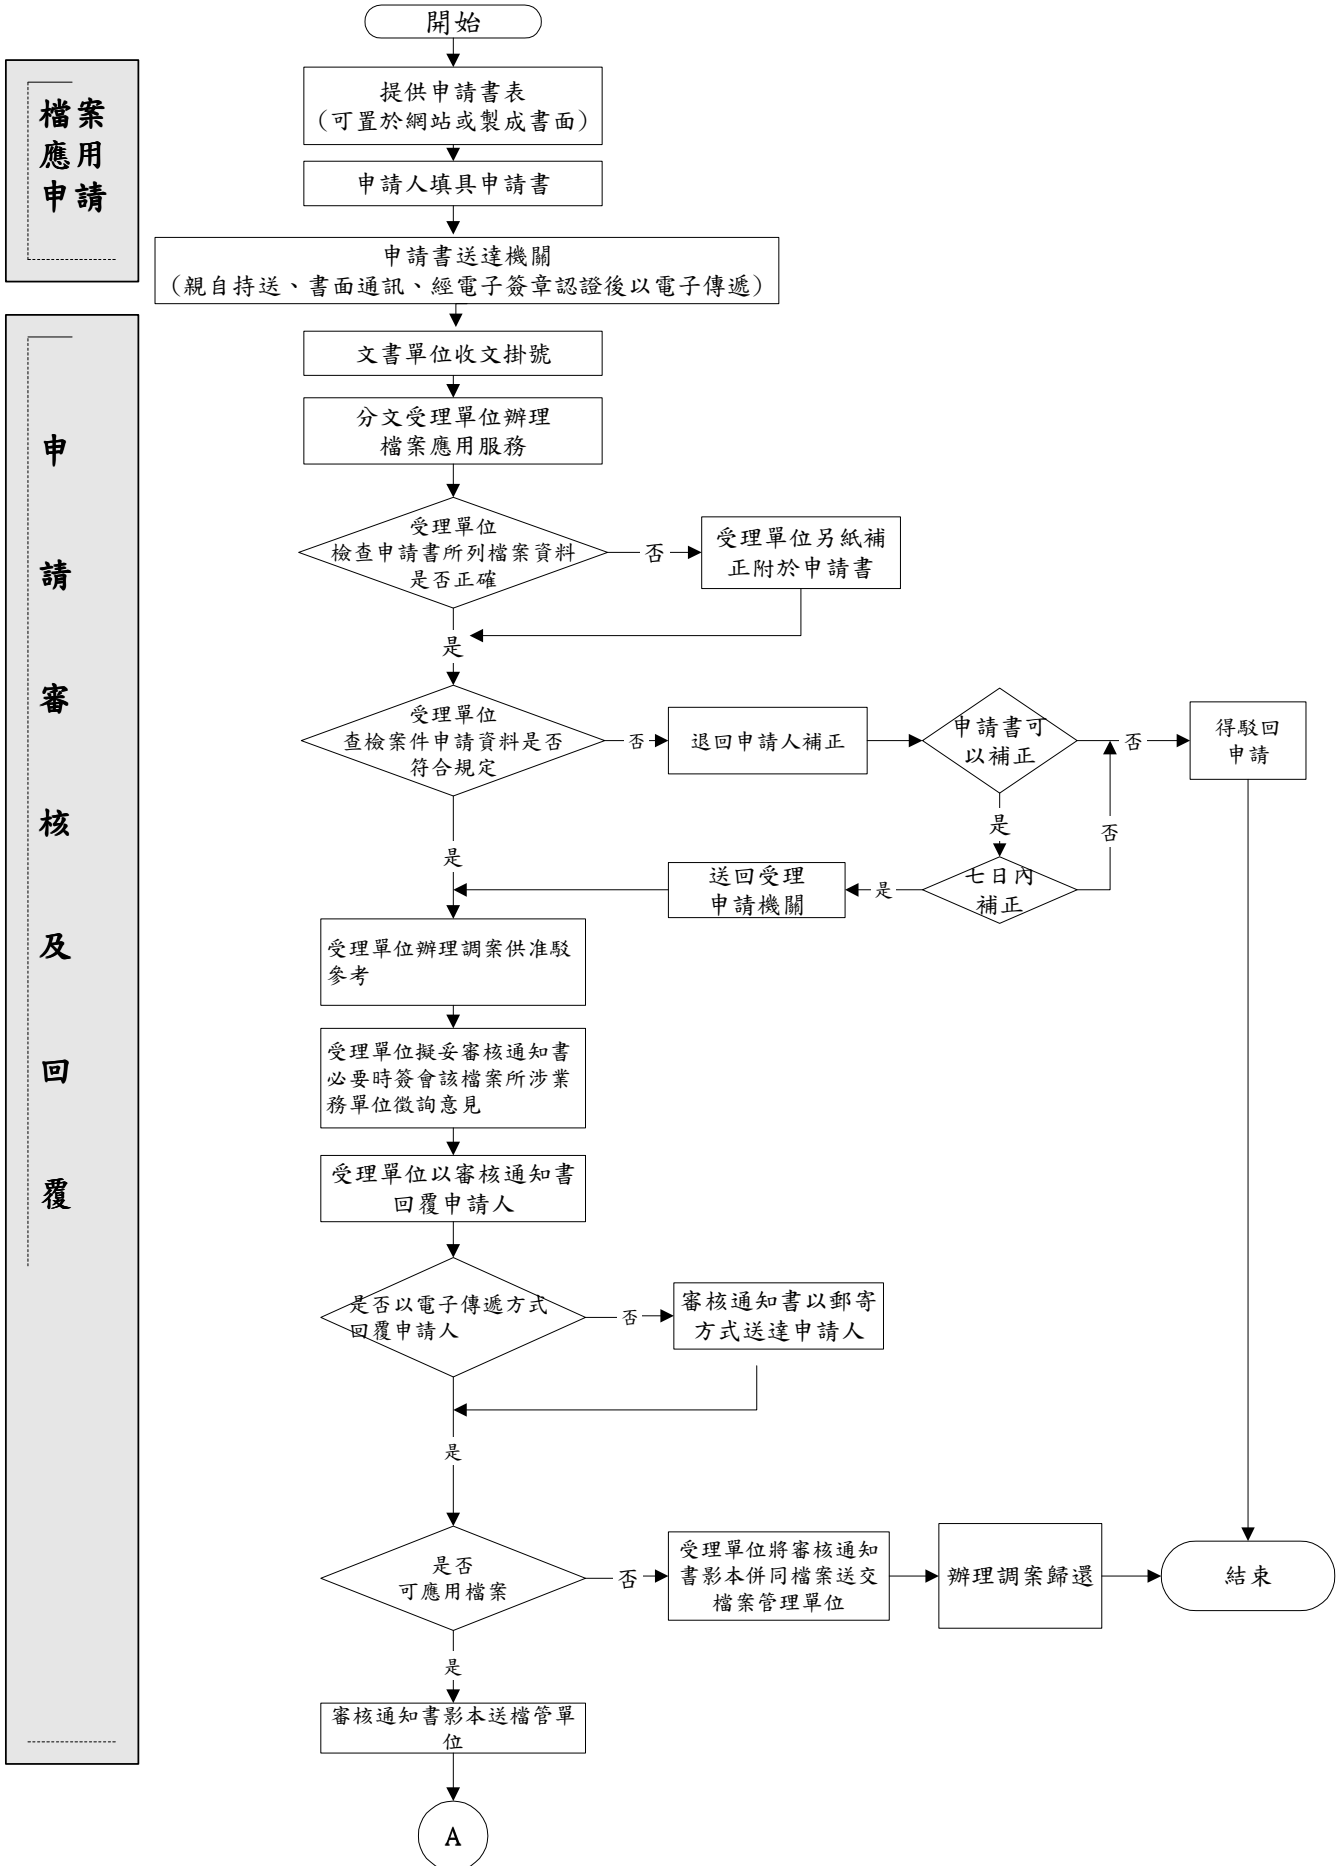 開始
檔案
應用
申請
提供申請書表
（可置於網站或製成書面）
申請人填具申請書
申請書送達機關
（親自持送、書面通訊、經電子簽章認證後以電子傳遞）
申
請
審
核
及
回
覆
文書單位收文掛號
分文受理單位辦理
檔案應用服務
受理單位
檢查申請書所列檔案資料
是否正確
否
受理單位另紙補
正附於申請書
是
受理單位
查檢案件申請資料是否
符合規定
否
退回申請人補正
申請書可
以補正
否
得駁回
申請
是
否
是
七日內
補正
是
送回受理
申請機關
受理單位辦理調案供准駁
參考
受理單位擬妥審核通知書
必要時簽會該檔案所涉業
務單位徵詢意見
受理單位以審核通知書
回覆申請人
是否以電子傳遞方式
回覆申請人
否
審核通知書以郵寄
方式送達申請人
是
是否
可應用檔案
否
受理單位將審核通知
書影本併同檔案送交
檔案管理單位
辦理調案歸還
結束
是
審核通知書影本送檔管單
位
A